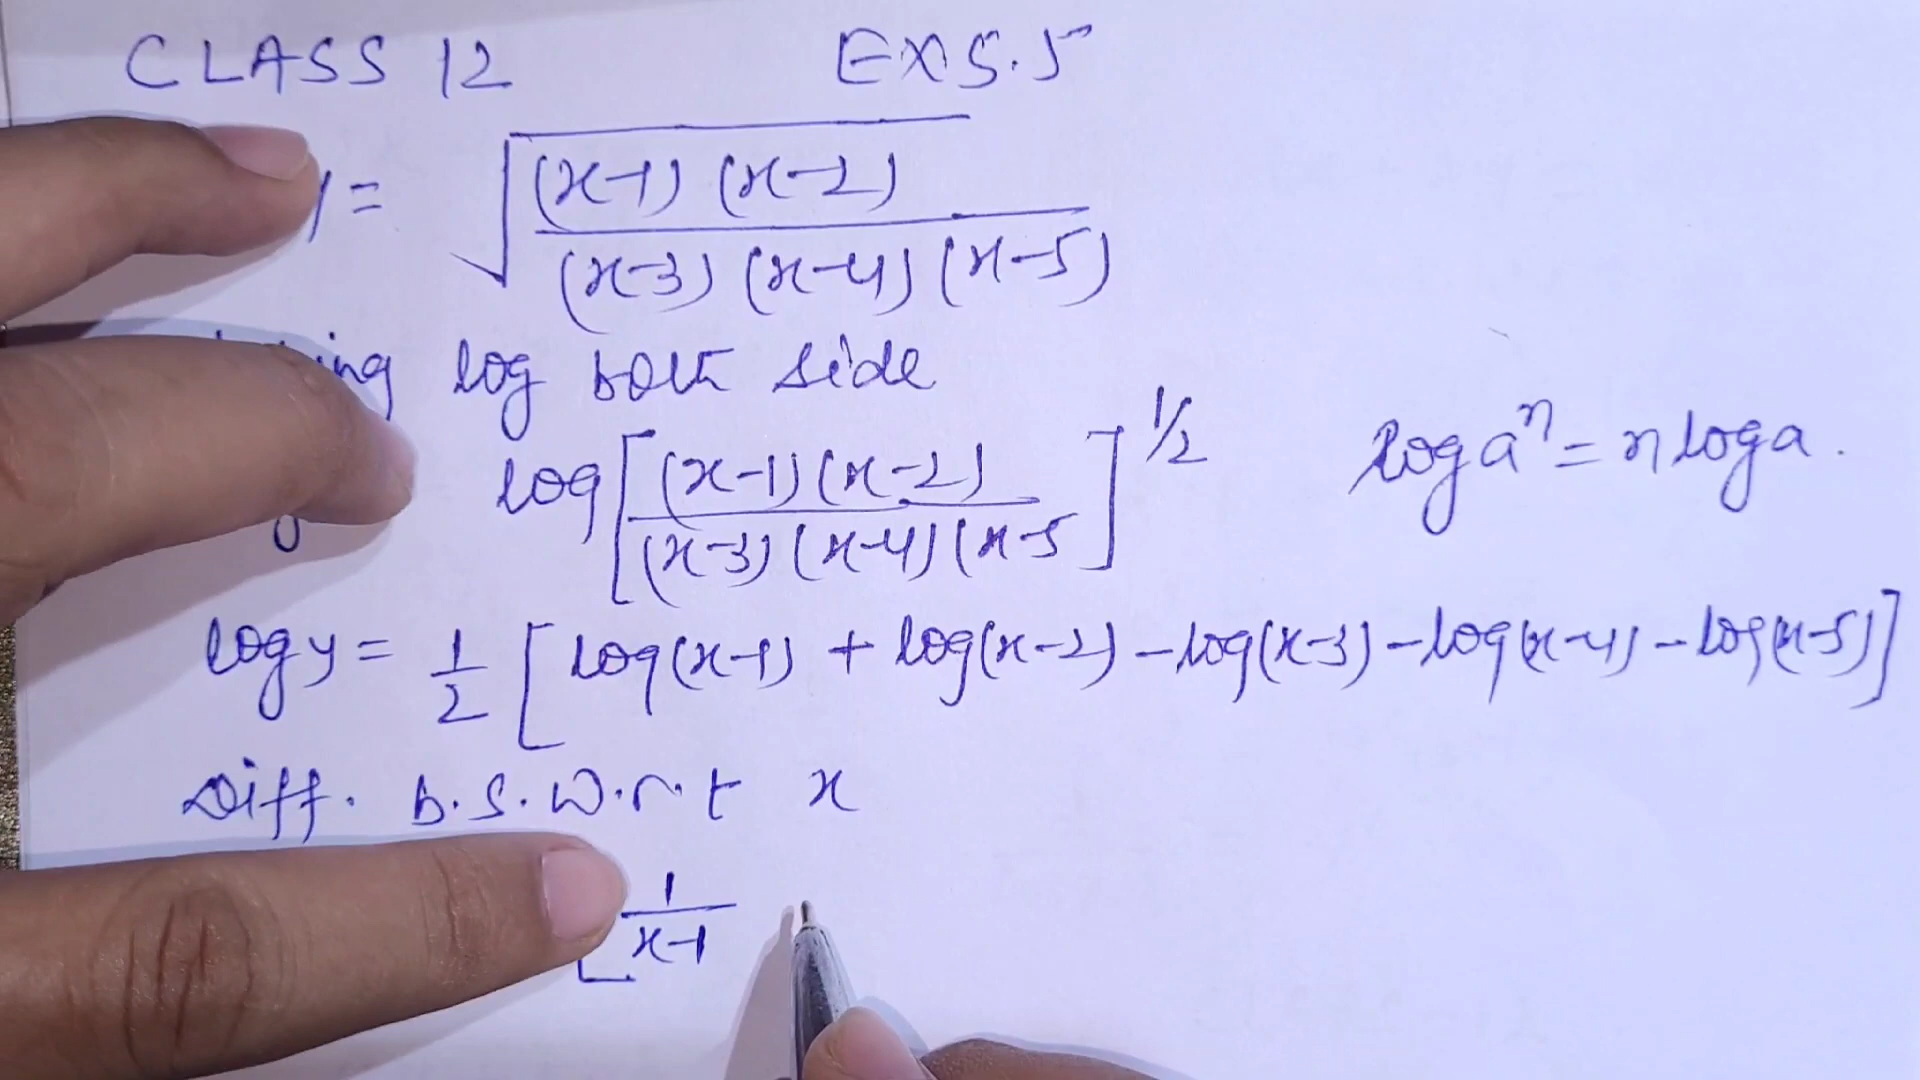 CLASS 12 EX 5.5
y = √(x-1)(x-2)/(x-3)(x-4)(x-5)
log both side
log[(x-1)(x-2)/(x-3)(x-4)(x-5]^1/2 log a^n = n log a.
log y = 1/2 [log(x-1) + log(x-2) - log(x-3) - log(x-4) - log(x-5)]
Diff. b.s. w.r.t x
[1/x-1